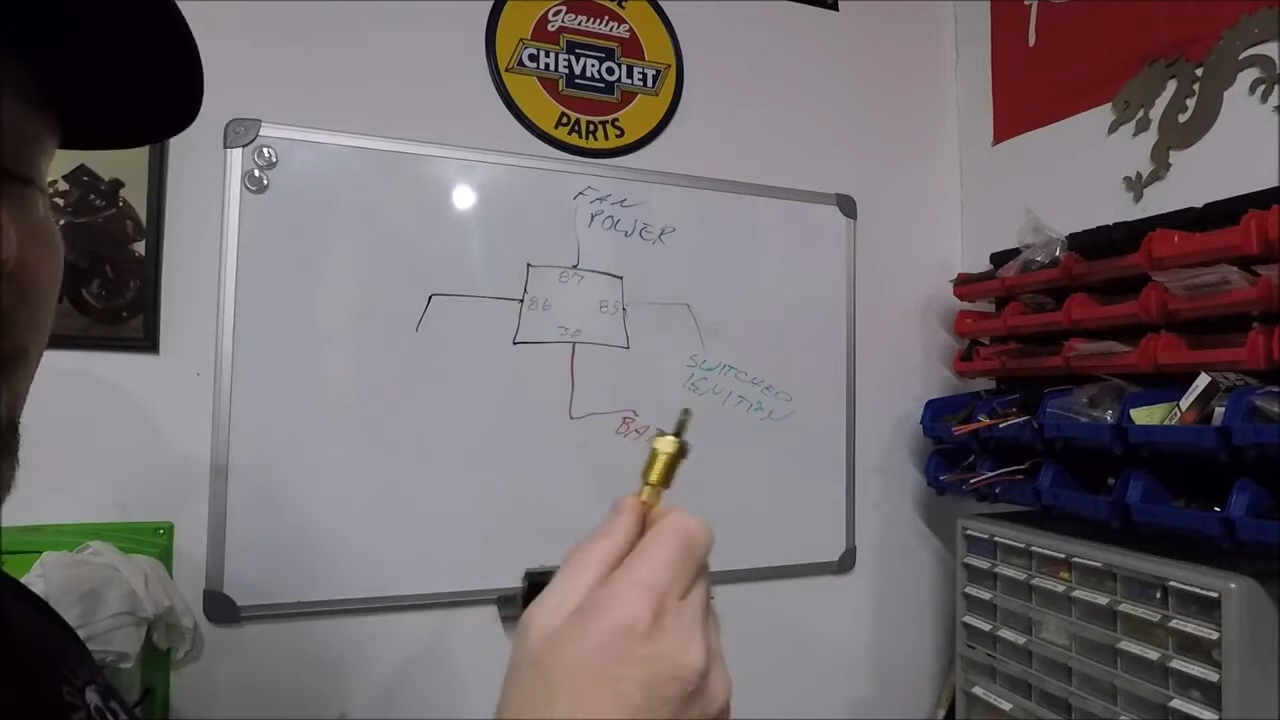 Genuine
CHEVROLET
PARTS
FAN
POWER
87
86
85
30
SWITCHED
IGNITION